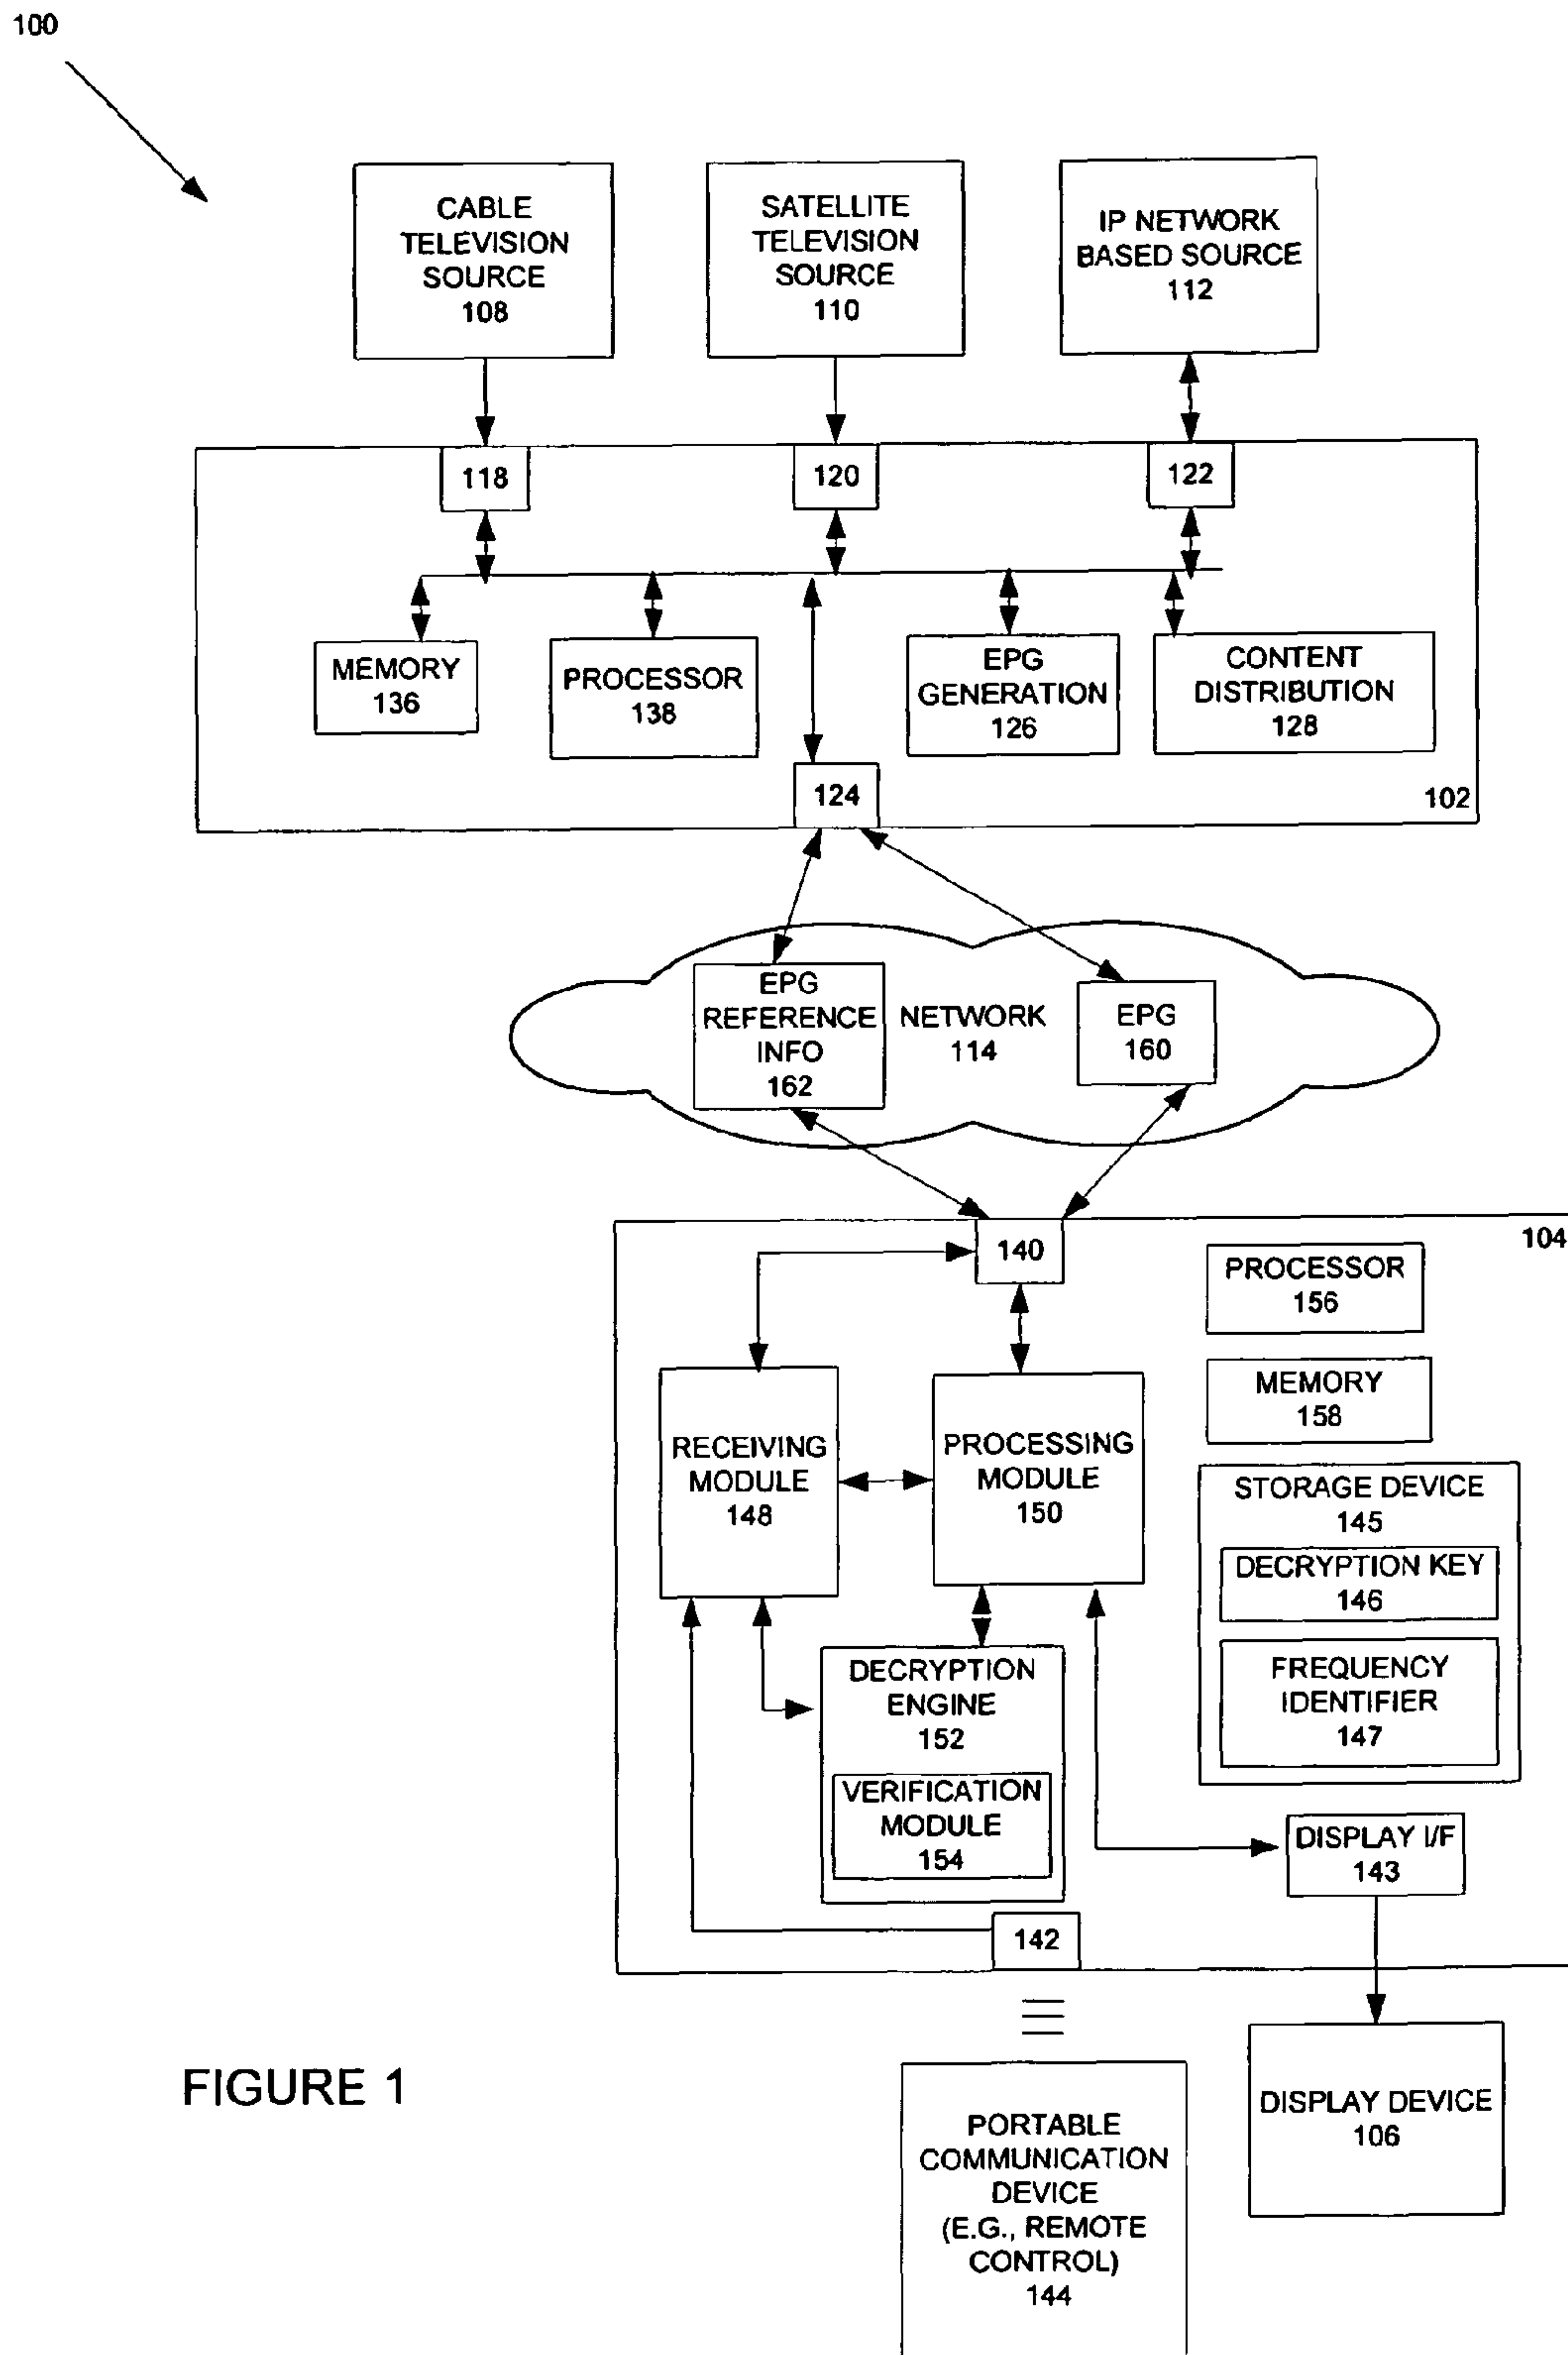 100
CABLE
TELEVISION
SOURCE
108
SATELLITE
TELEVISION
SOURCE
110
IP NETWORK
BASED SOURCE
112
118
120
122
MEMORY
136
PROCESSOR
138
EPG
GENERATION
126
CONTENT
DISTRIBUTION
128
124
102
EPG
REFERENCE
INFO
162
NETWORK
114
EPG
160
104
140
PROCESSOR
156
MEMORY
158
RECEIVING
MODULE
148
PROCESSING
MODULE
150
STORAGE DEVICE
145
DECRYPTION KEY
146
FREQUENCY
IDENTIFIER
147
DECRYPTION
ENGINE
152
VERIFICATION
MODULE
154
DISPLAY I/F
143
142
FIGURE 1
PORTABLE
COMMUNICATION
DEVICE
(E.G., REMOTE
CONTROL)
144
DISPLAY DEVICE
106